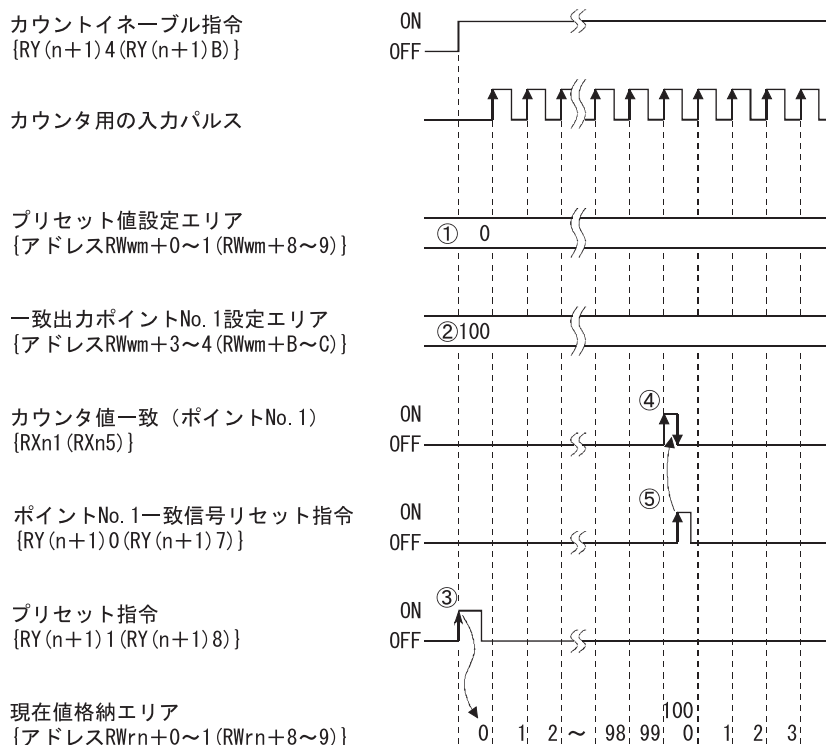 カウントイネーブル指令
{RY(n+1)4(RY(n+1)B)}
ON
OFF
カウンタ用の入力パルス
プリセット値設定エリア
{アドレスRWwm+0～1(RWwm+8～9)}
① 0
一致出力ポイントNo.1設定エリア
{アドレスRWwm+3～4(RWwm+B～C)}
②100
カウンタ値一致（ポイントNo.1）
{RXn1(RXn5)}
ON
OFF
④
ポイントNo.1一致信号リセット指令
{RY(n+1)0(RY(n+1)7)}
ON
OFF
⑤
プリセット指令
{RY(n+1)1(RY(n+1)8)}
ON
OFF
③
現在値格納エリア
{アドレスRWrn+0～1(RWrn+8～9)}
100
0 1 2 ～ 98 99 0 1 2 3